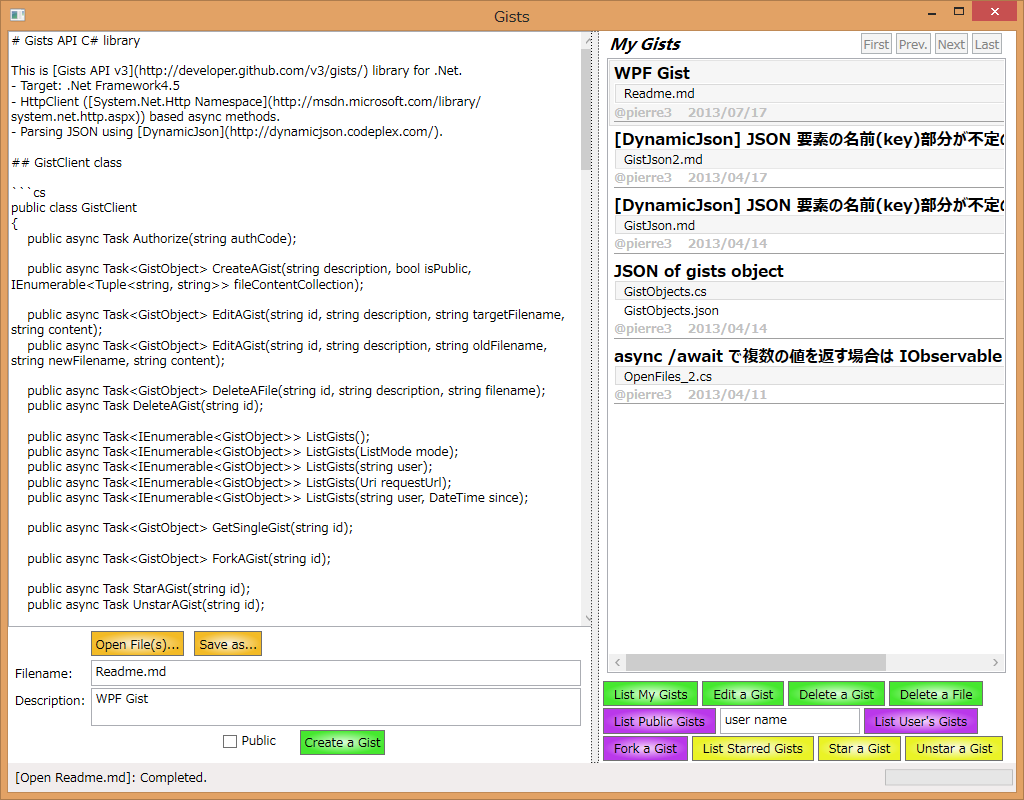 Gists
# Gists API C# library
This is [Gists API v3](http://developer.github.com/v3/gists/) library for .Net.
- Target: .Net Framework4.5
- HttpClient ([System.Net.Http Namespace](http://msdn.microsoft.com/library/
system.net.http.aspx)) based async methods.
- Parsing JSON using [DynamicJson](http://dynamicjson.codeplex.com/).
## GistClient class
```cs
public class GistClient
{
public async Task Authorize(string authCode);
public async Task<GistObject> CreateAGist(string description, bool isPublic,
IEnumerable<Tuple<string, string>> fileContentCollection);
public async Task<GistObject> EditAGist(string id, string description, string targetFilename,
string content);
public async Task<GistObject> EditAGist(string id, string description, string oldFilename,
string newFilename, string content);
public async Task<GistObject> DeleteAFile(string id, string description, string filename);
public async Task DeleteAGist(string id);
public async Task<IEnumerable<GistObject>> ListGists();
public async Task<IEnumerable<GistObject>> ListGists(ListMode mode);
public async Task<IEnumerable<GistObject>> ListGists(string user);
public async Task<IEnumerable<GistObject>> ListGists(Uri requestUrl);
public async Task<IEnumerable<GistObject>> ListGists(string user, DateTime since);
public async Task<GistObject> GetSingleGist(string id);
public async Task<GistObject> ForkAGist(string id);
public async Task StarAGist(string id);
public async Task UnstarAGist(string id);
Open File(s)... Save as...
Filename: Readme.md
Description: WPF Gist
Public Create a Gist
My Gists First Prev. Next Last
WPF Gist
Readme.md
@pierre3 2013/07/17
[DynamicJson] JSON 要素の名前(key)部分が不定の
GistJson2.md
@pierre3 2013/04/17
[DynamicJson] JSON 要素の名前(key)部分が不定の
GistJson.md
@pierre3 2013/04/14
JSON of gists object
GistObjects.cs
GistObjects.json
@pierre3 2013/04/14
async /await で複数の値を返す場合は IObservable
OpenFiles_2.cs
@pierre3 2013/04/11
List My Gists Edit a Gist Delete a Gist Delete a File
List Public Gists user name List User's Gists
Fork a Gist List Starred Gists Star a Gist Unstar a Gist
[Open Readme.md]: Completed.